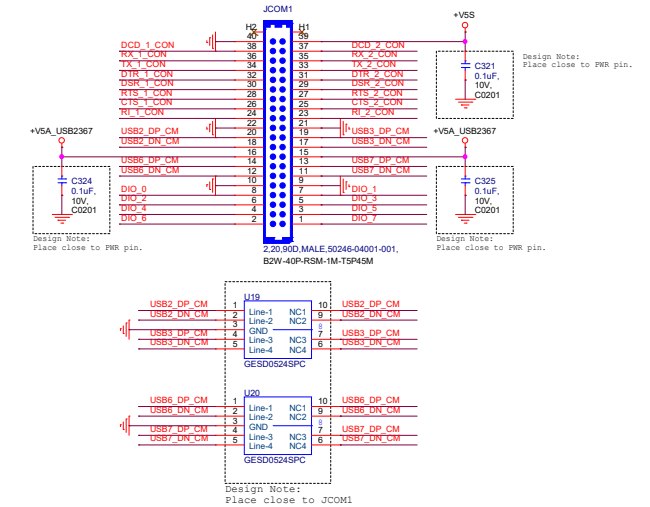 JCOM1
+V5S
H2 H1
40 39
DCD_1_CON 38 37 DCD_2_CON
RX_1_CON 36 35 RX_2_CON
TX_1_CON 34 33 TX_2_CON
DTR_1_CON 32 31 DTR_2_CON
DSR_1_CON 30 29 DSR_2_CON
RTS_1_CON 28 27 RTS_2_CON
CTS_1_CON 26 25 CTS_2_CON
RI_1_CON 24 23 RI_2_CON
22 21
USB2_DP_CM 20 19 USB3_DP_CM
USB2_DN_CM 18 17 USB3_DN_CM
16 15
USB6_DP_CM 14 13 USB7_DP_CM
USB6_DN_CM 12 11 USB7_DN_CM
10 9
DIO_0 8 7 DIO_1
DIO_2 6 5 DIO_3
DIO_4 4 3 DIO_5
DIO_6 2 1 DIO_7
2,20,90D,MALE,50246-04001-001,
B2W-40P-RSM-1M-T5P45M
C321
0.1uF,
10V,
C0201
Design Note:
Place close to PWR pin.
+V5A_USB2367
C324
0.1uF,
10V,
C0201
Design Note:
Place close to PWR pin.
+V5A_USB2367
C325
0.1uF,
10V,
C0201
Design Note:
Place close to PWR pin.
U19
USB2_DP_CM 1 Line-1 NC1 10 USB2_DP_CM
USB2_DN_CM 2 Line-2 NC2 9 USB2_DN_CM
3 GND 8
USB3_DP_CM 4 Line-3 NC3 7 USB3_DP_CM
USB3_DN_CM 5 Line-4 NC4 6 USB3_DN_CM
GESD0524SPC
U20
USB6_DP_CM 1 Line-1 NC1 10 USB6_DP_CM
USB6_DN_CM 2 Line-2 NC2 9 USB6_DN_CM
3 GND 8
USB7_DP_CM 4 Line-3 NC3 7 USB7_DP_CM
USB7_DN_CM 5 Line-4 NC4 6 USB7_DN_CM
GESD0524SPC
Design Note:
Place close to JCOM1